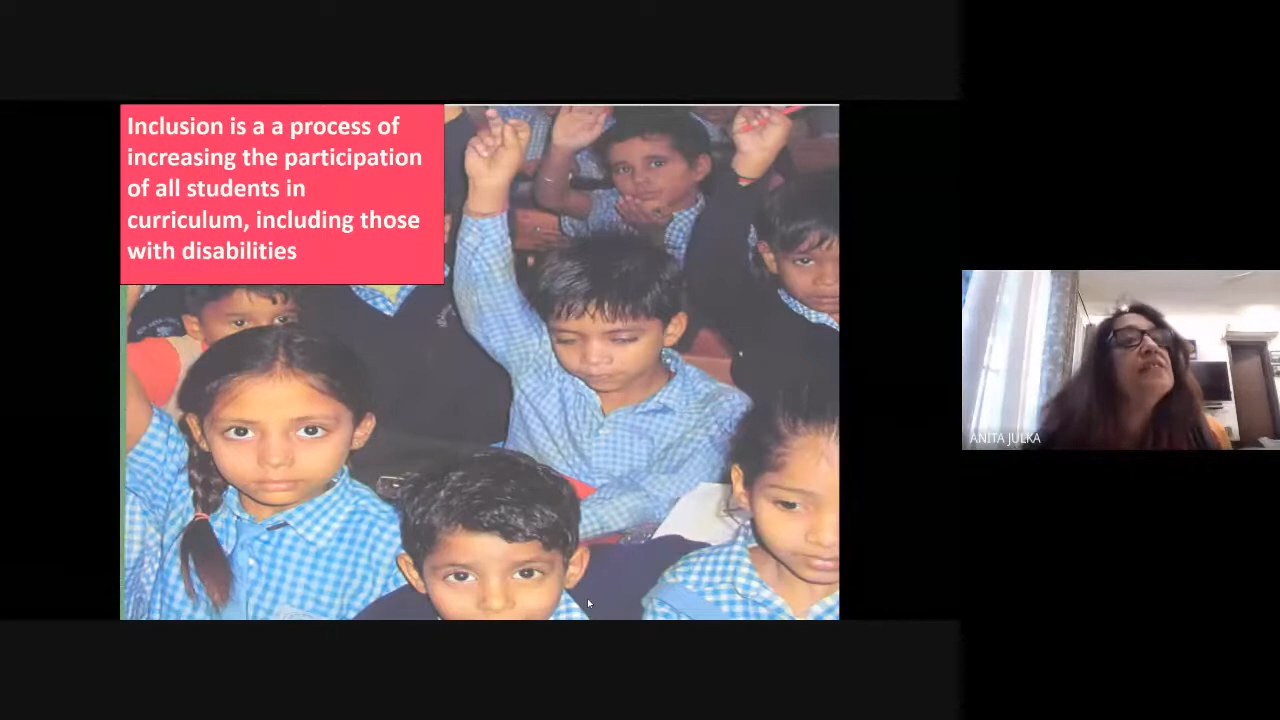 Inclusion is a a process of
increasing the participation
of all students in
curriculum, including those
with disabilities
ANITA JULKA